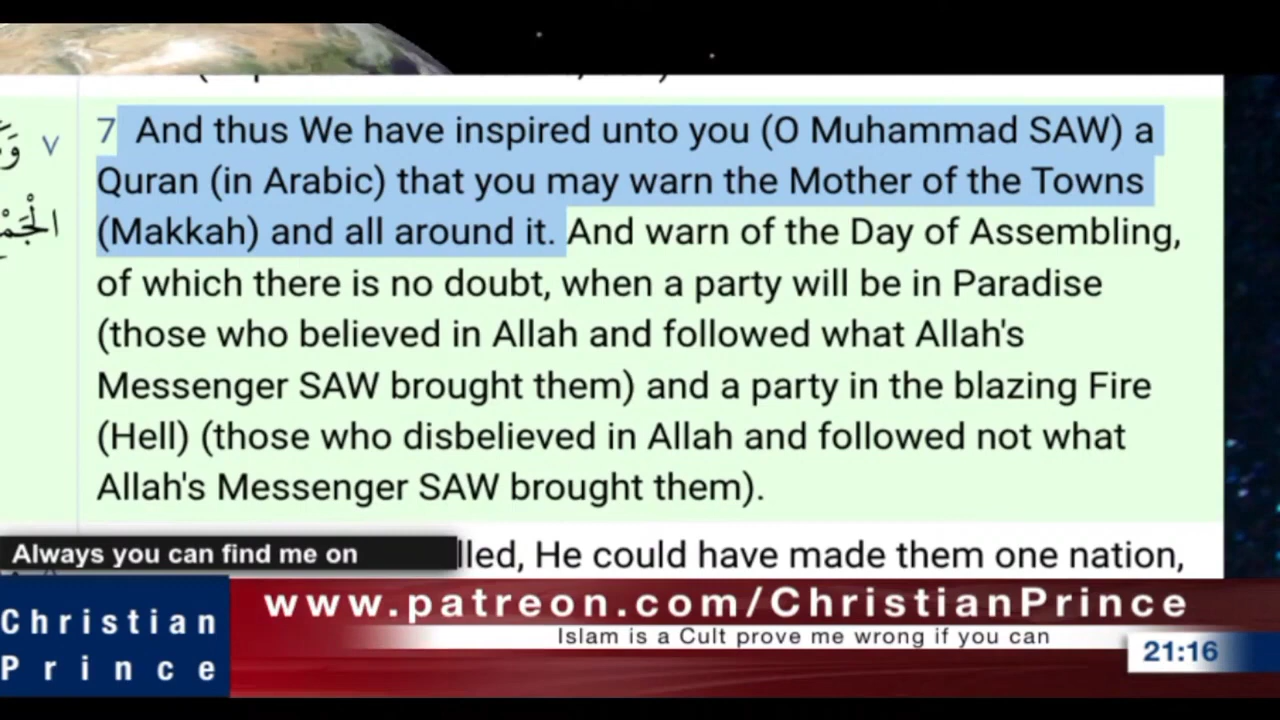 7 And thus We have inspired unto you (O Muhammad SAW) a
Quran (in Arabic) that you may warn the Mother of the Towns
(Makkah) and all around it. And warn of the Day of Assembling,
of which there is no doubt, when a party will be in Paradise
(those who believed in Allah and followed what Allah's
Messenger SAW brought them) and a party in the blazing Fire
(Hell) (those who disbelieved in Allah and followed not what
Allah's Messenger SAW brought them).
٧
Always you can find me on
He could have made them one nation,
Christian
Prince
www.patreon.com/ChristianPrince
Islam is a Cult prove me wrong if you can
21:16